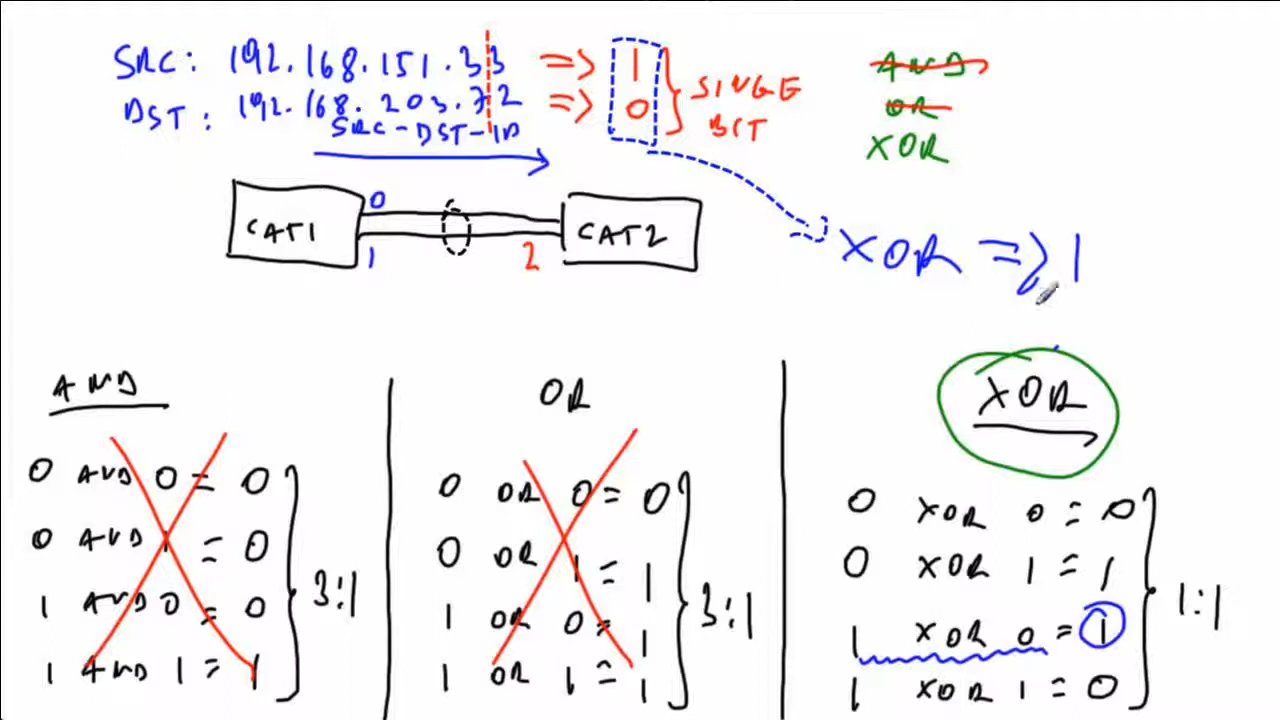 SRC: 192.168.151.33 => 1
DST: 192.168.203.72 => 0
SINGE
BIT
AND
OR
XOR
SRC-DST-IP
0
CAT1
CAT2
1
2
XOR => 1
AND
0 AND 0 = 0
0 AND 1 = 0
1 AND 0 = 0
1 AND 1 = 1
3:1
OR
0 OR 0 = 0
0 OR 1 = 1
1 OR 0 = 1
1 OR 1 = 1
3:1
XOR
0 XOR 0 = 0
0 XOR 1 = 1
1 XOR 0 = 1
1 XOR 1 = 0
1:1